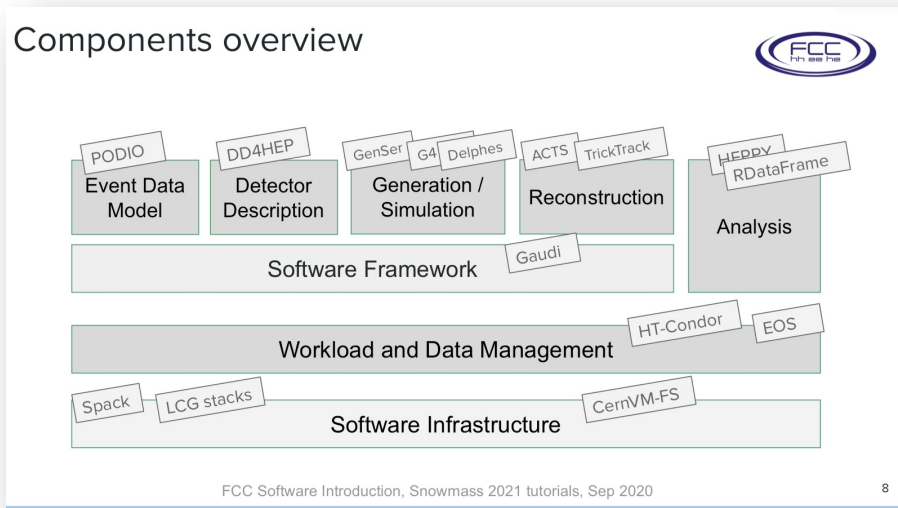 Components overview
FCC
hh ee he
PODIO
DD4HEP
GenSer
G4
Delphes
ACTS
TrickTrack
HEPPY
RDataFrame
Event Data
Model
Detector
Description
Generation /
Simulation
Reconstruction
Analysis
Software Framework
Gaudi
Workload and Data Management
HT-Condor
EOS
Spack
LCG stacks
CernVM-FS
Software Infrastructure
FCC Software Introduction, Snowmass 2021 tutorials, Sep 2020
8